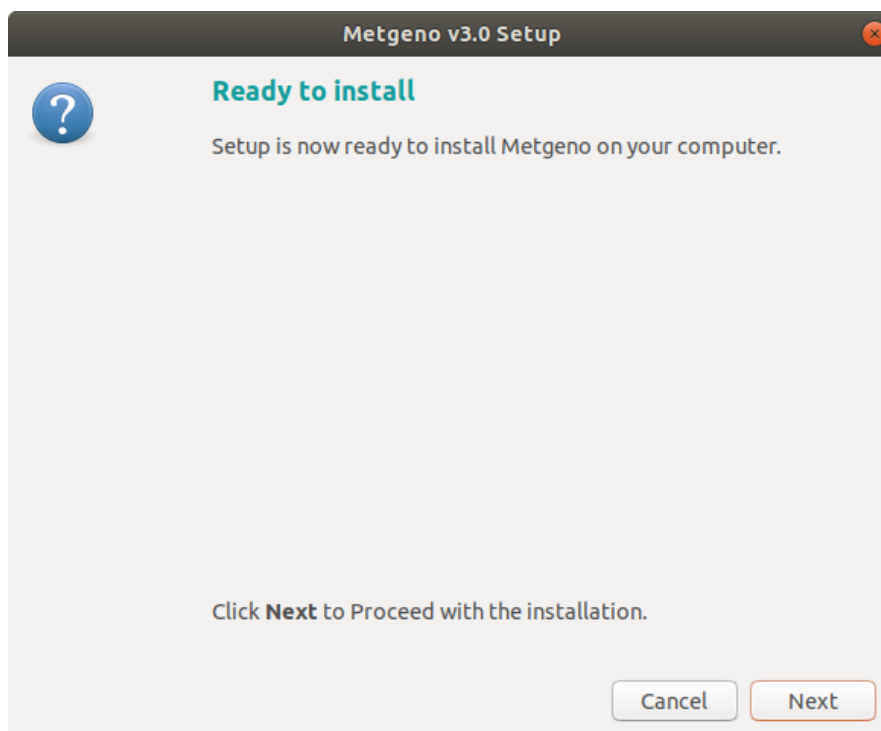 Metgeno v3.0 Setup
Ready to install
Setup is now ready to install Metgeno on your computer.
Click Next to Proceed with the installation.
Cancel Next